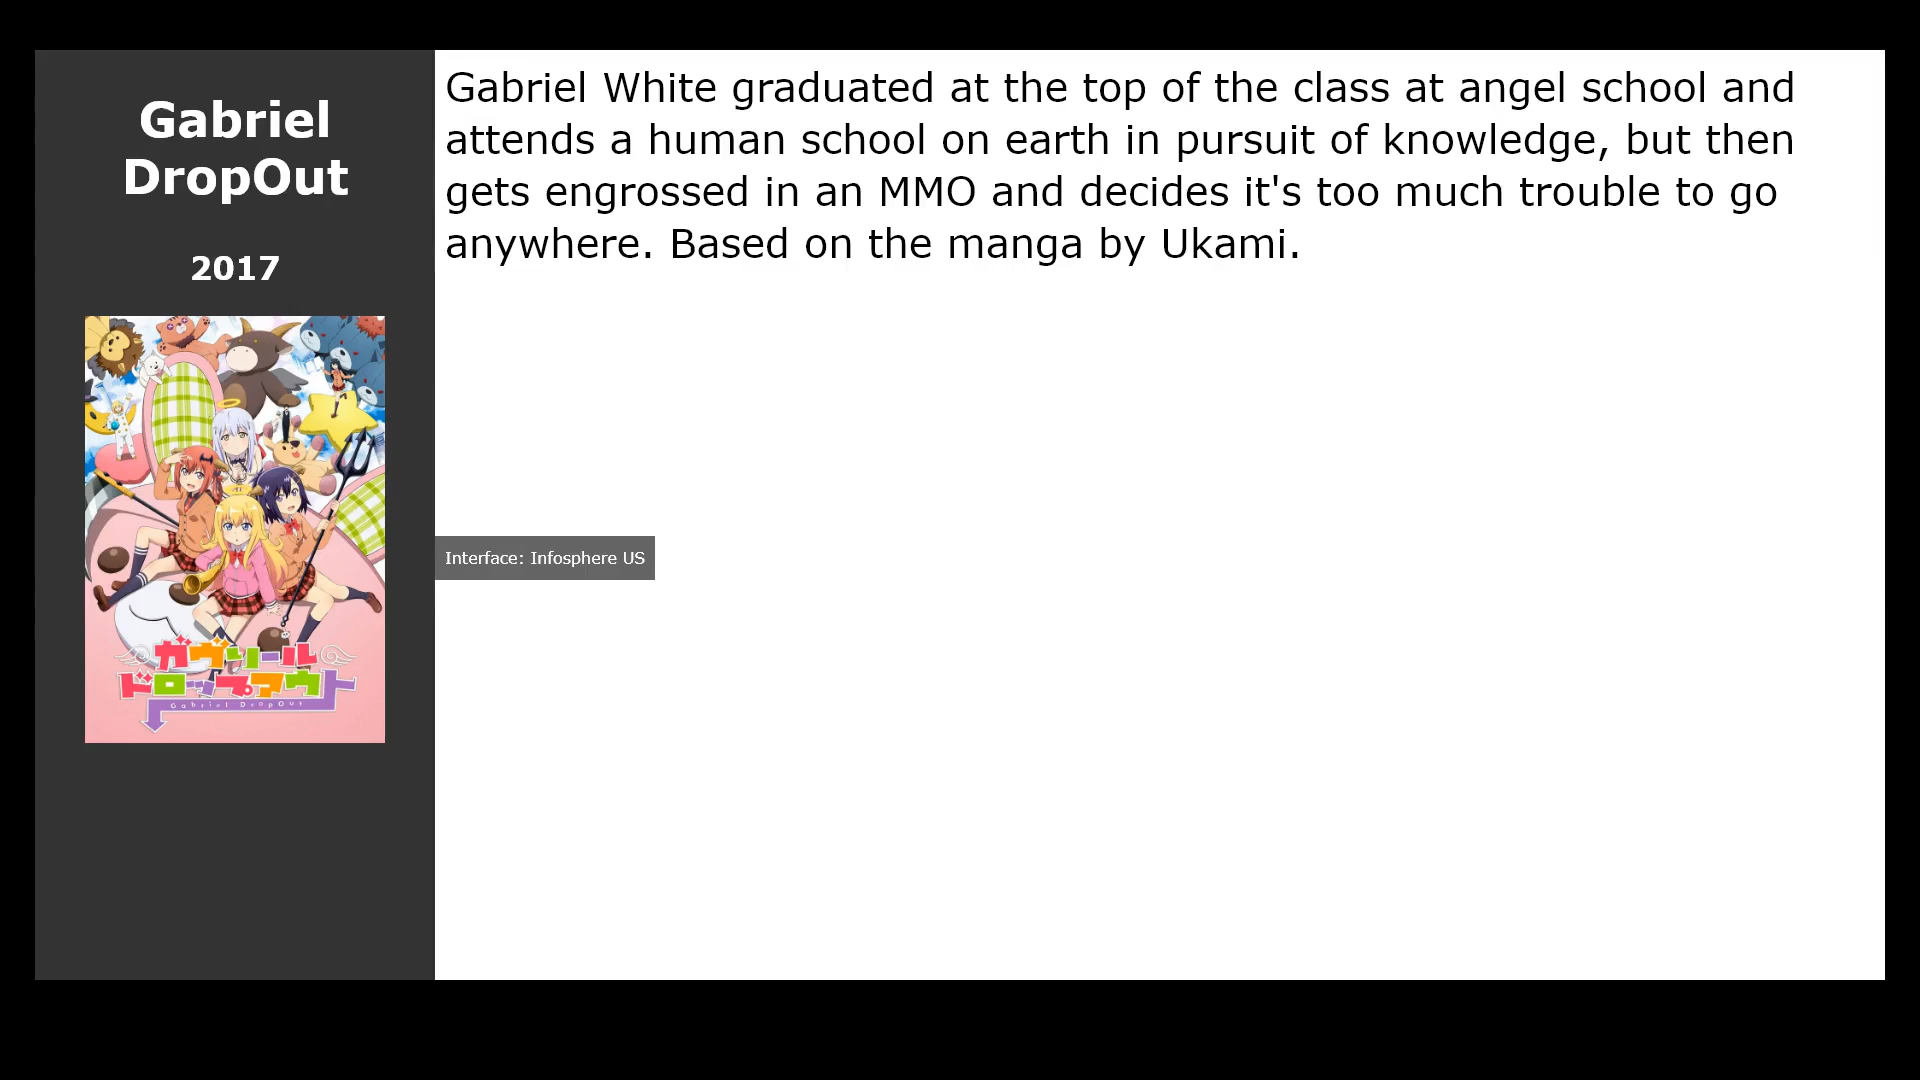 Gabriel
DropOut
2017
ガヴリール
ドロップアウト
Gabriel DropOut
Gabriel White graduated at the top of the class at angel school and
attends a human school on earth in pursuit of knowledge, but then
gets engrossed in an MMO and decides it's too much trouble to go
anywhere. Based on the manga by Ukami.
Interface: Infosphere US